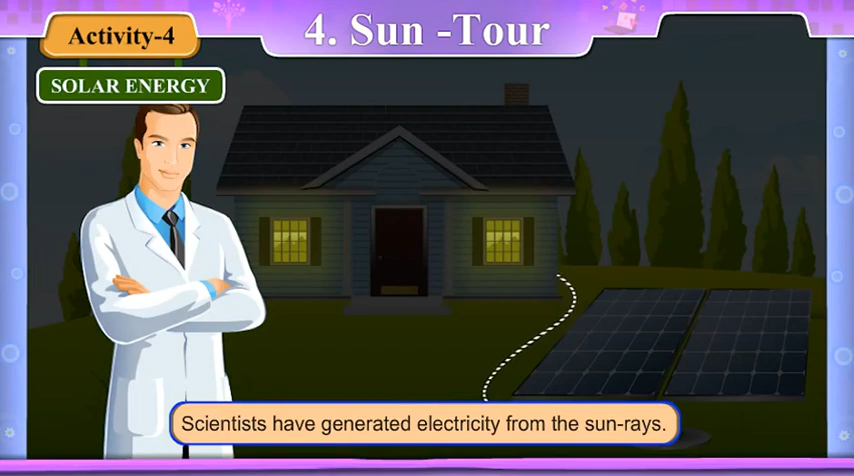 Activity-4
4. Sun -Tour
SOLAR ENERGY
Scientists have generated electricity from the sun-rays.